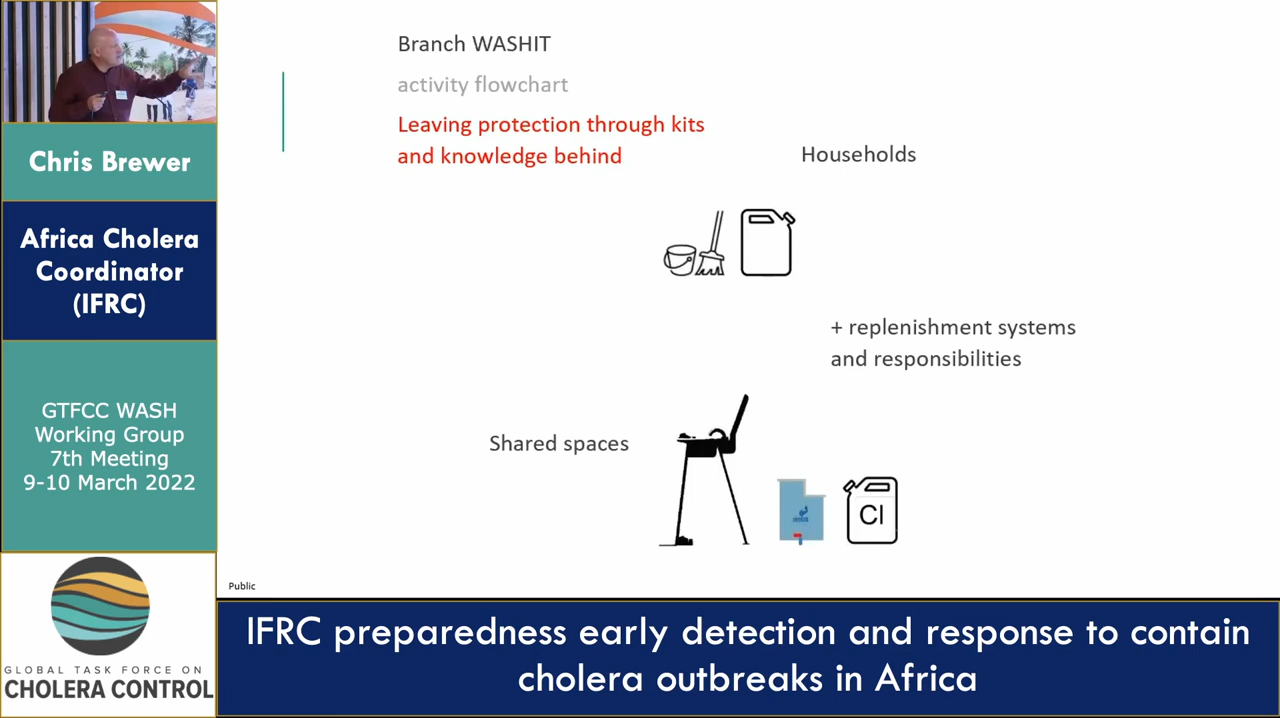 Branch WASHIT
activity flowchart
Leaving protection through kits
and knowledge behind
Households
+ replenishment systems
and responsibilities
Shared spaces
Cl
Public
Chris Brewer
Africa Cholera
Coordinator
(IFRC)
GTFCC WASH
Working Group
7th Meeting
9-10 March 2022
GLOBAL TASK FORCE ON
CHOLERA CONTROL
IFRC preparedness early detection and response to contain
cholera outbreaks in Africa